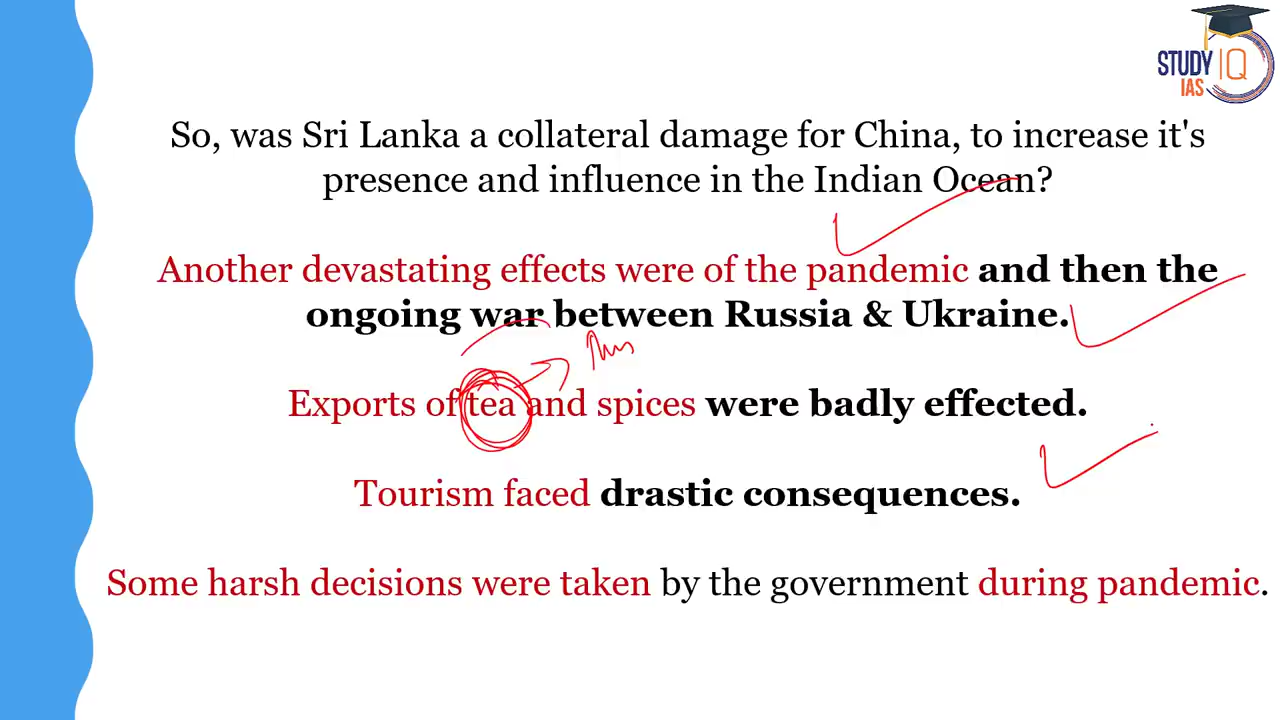 STUDY IQ
IAS
So, was Sri Lanka a collateral damage for China, to increase it's
presence and influence in the Indian Ocean?
Another devastating effects were of the pandemic and then the
ongoing war between Russia & Ukraine.
Exports of tea and spices were badly effected.
Tourism faced drastic consequences.
Some harsh decisions were taken by the government during pandemic.